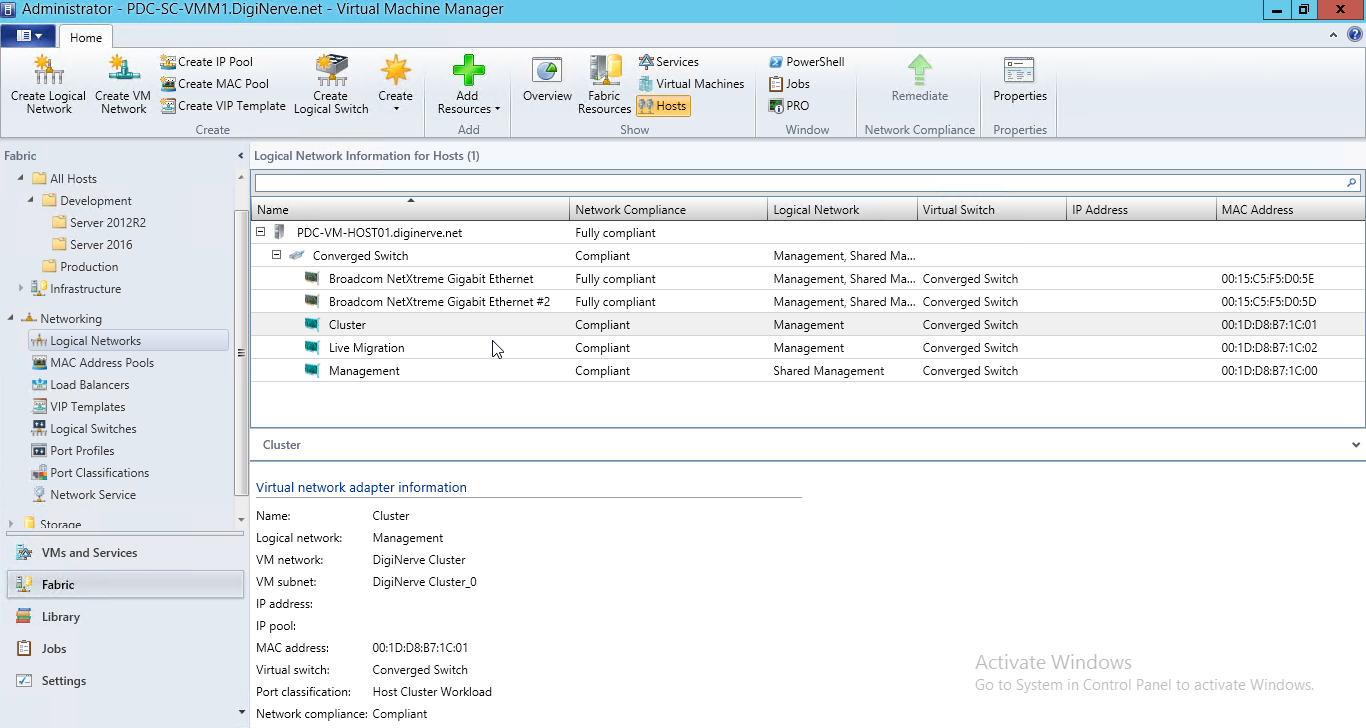 Administrator - PDC-SC-VMM1.DigiNerve.net - Virtual Machine Manager
Home
Create Logical Network
Create VM Network
Create IP Pool
Create MAC Pool
Create VIP Template
Create Logical Switch
Create
Create
Add Resources
Add
Overview
Fabric Resources
Services
Virtual Machines
Hosts
Show
PowerShell
Jobs
PRO
Window
Remediate
Network Compliance
Properties
Properties
Fabric
All Hosts
Development
Server 2012R2
Server 2016
Production
Infrastructure
Networking
Logical Networks
MAC Address Pools
Load Balancers
VIP Templates
Logical Switches
Port Profiles
Port Classifications
Network Service
Storage
VMs and Services
Fabric
Library
Jobs
Settings
Logical Network Information for Hosts (1)
Name Network Compliance Logical Network Virtual Switch IP Address MAC Address
PDC-VM-HOST01.diginerve.net Fully compliant
Converged Switch Compliant Management, Shared Ma...
Broadcom NetXtreme Gigabit Ethernet Fully compliant Management, Shared Ma... Converged Switch 00:15:C5:F5:D0:5E
Broadcom NetXtreme Gigabit Ethernet #2 Fully compliant Management, Shared Ma... Converged Switch 00:15:C5:F5:D0:5D
Cluster Compliant Management Converged Switch 00:1D:D8:B7:1C:01
Live Migration Compliant Management Converged Switch 00:1D:D8:B7:1C:02
Management Compliant Shared Management Converged Switch 00:1D:D8:B7:1C:00
Cluster
Virtual network adapter information
Name: Cluster
Logical network: Management
VM network: DigiNerve Cluster
VM subnet: DigiNerve Cluster_0
IP address:
IP pool:
MAC address: 00:1D:D8:B7:1C:01
Virtual switch: Converged Switch
Port classification: Host Cluster Workload
Network compliance: Compliant
Activate Windows
Go to System in Control Panel to activate Windows.